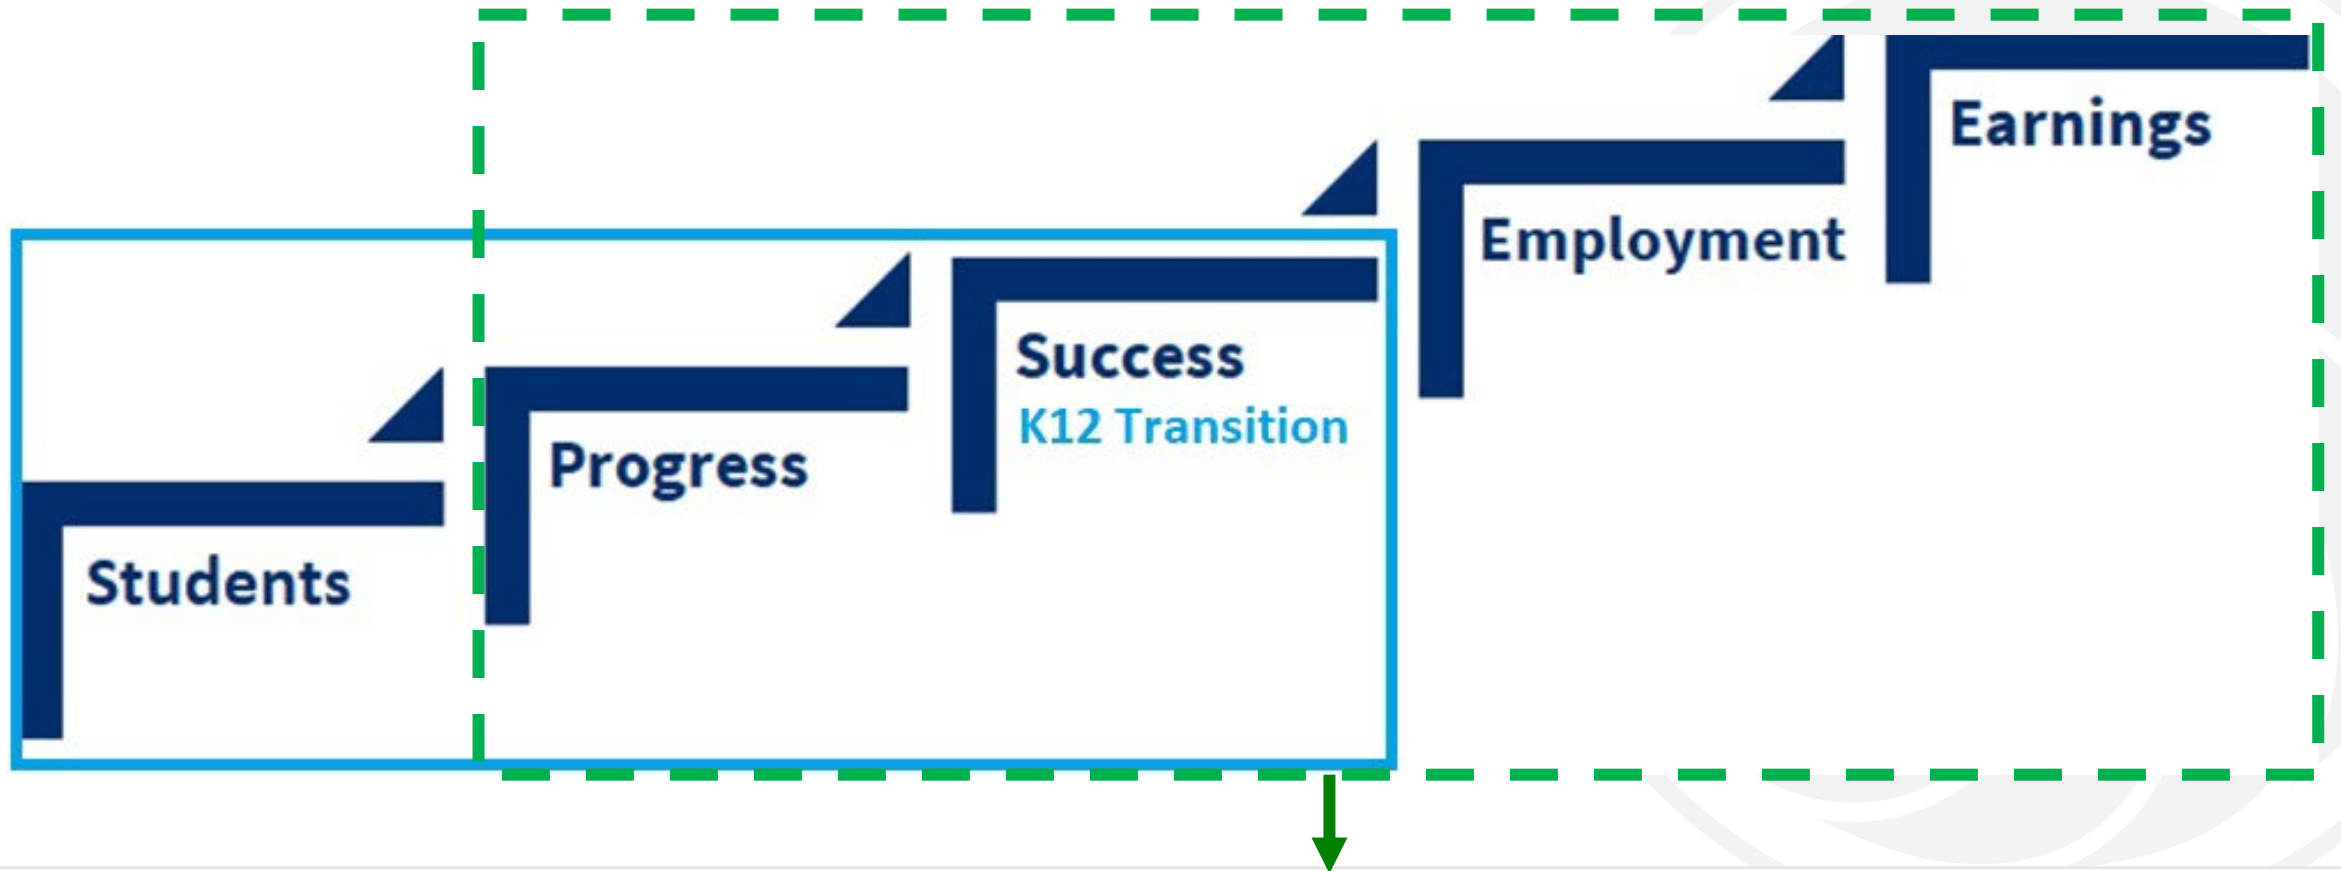 Students
Progress
Success
K12 Transition
Employment
Earnings